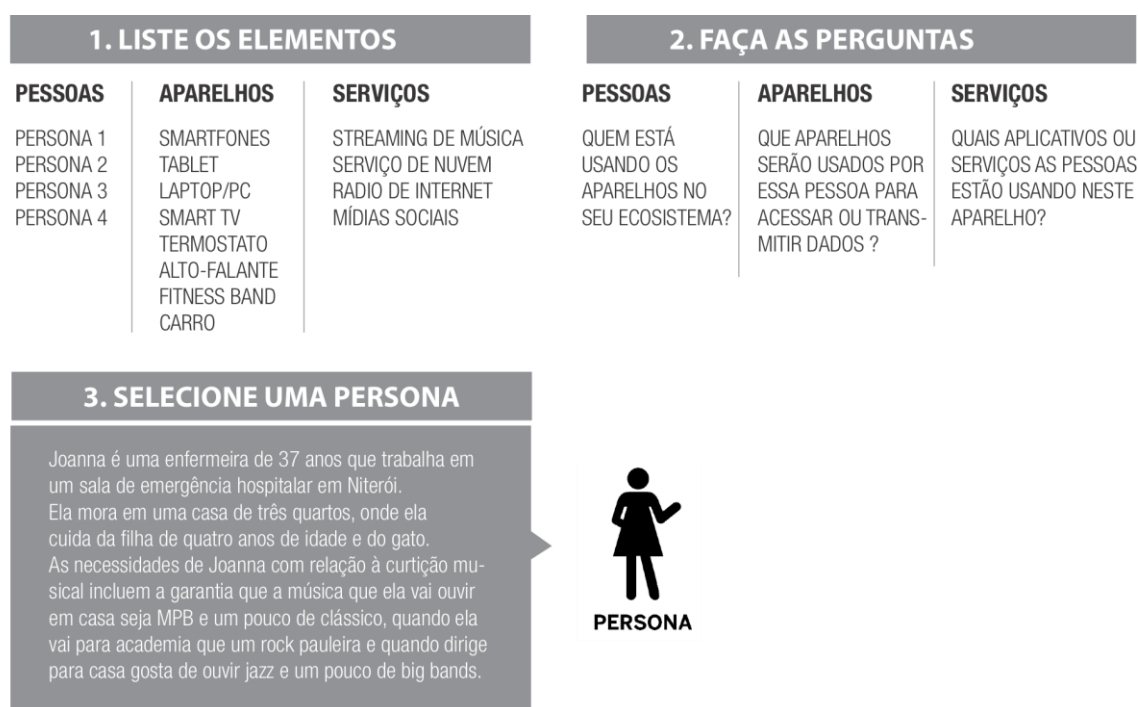 1. LISTE OS ELEMENTOS
PESSOAS
PERSONA 1
PERSONA 2
PERSONA 3
PERSONA 4
APARELHOS
SMARTFONES
TABLET
LAPTOP/PC
SMART TV
TERMOSTATO
ALTO-FALANTE
FITNESS BAND
CARRO
SERVIÇOS
STREAMING DE MÚSICA
SERVIÇO DE NUVEM
RADIO DE INTERNET
MÍDIAS SOCIAIS
2. FAÇA AS PERGUNTAS
PESSOAS
QUEM ESTÁ
USANDO OS
APARELHOS NO
SEU ECOSISTEMA?
APARELHOS
QUE APARELHOS
SERÃO USADOS POR
ESSA PESSOA PARA
ACESSAR OU TRANS-
MITIR DADOS ?
SERVIÇOS
QUAIS APLICATIVOS OU
SERVIÇOS AS PESSOAS
ESTÃO USANDO NESTE
APARELHO?
3. SELECIONE UMA PERSONA
Joanna é uma enfermeira de 37 anos que trabalha em
um sala de emergência hospitalar em Niterói.
Ela mora em uma casa de três quartos, onde ela
cuida da filha de quatro anos de idade e do gato.
As necessidades de Joanna com relação à curtição mu-
sical incluem a garantia que a música que ela vai ouvir
em casa seja MPB e um pouco de clássico, quando ela
vai para academia que um rock pauleira e quando dirige
para casa gosta de ouvir jazz e um pouco de big bands.
PERSONA